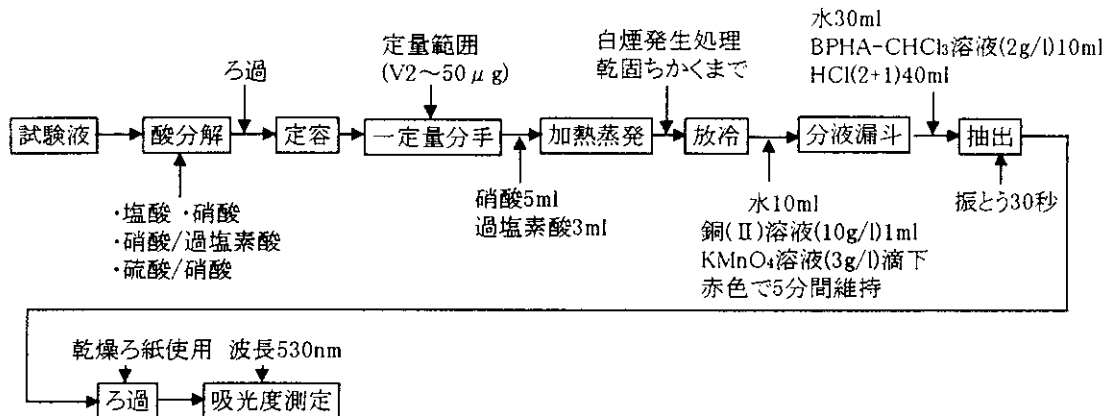 水30ml
BPHA-CHCl₃溶液(2g/l)10ml
HCl(2+1)40ml
定量範囲
(V2～50μg)
白煙発生処理
乾固ちかくまで
ろ過
試験液
酸分解
定容
一定量分手
加熱蒸発
放冷
分液漏斗
抽出
・塩酸 ・硝酸
・硝酸/過塩素酸
・硫酸/硝酸
硝酸5ml
過塩素酸3ml
水10ml
銅(Ⅱ)溶液(10g/l)1ml
KMnO₄溶液(3g/l)滴下
赤色で5分間維持
振とう30秒
乾燥ろ紙使用 波長530nm
ろ過
吸光度測定